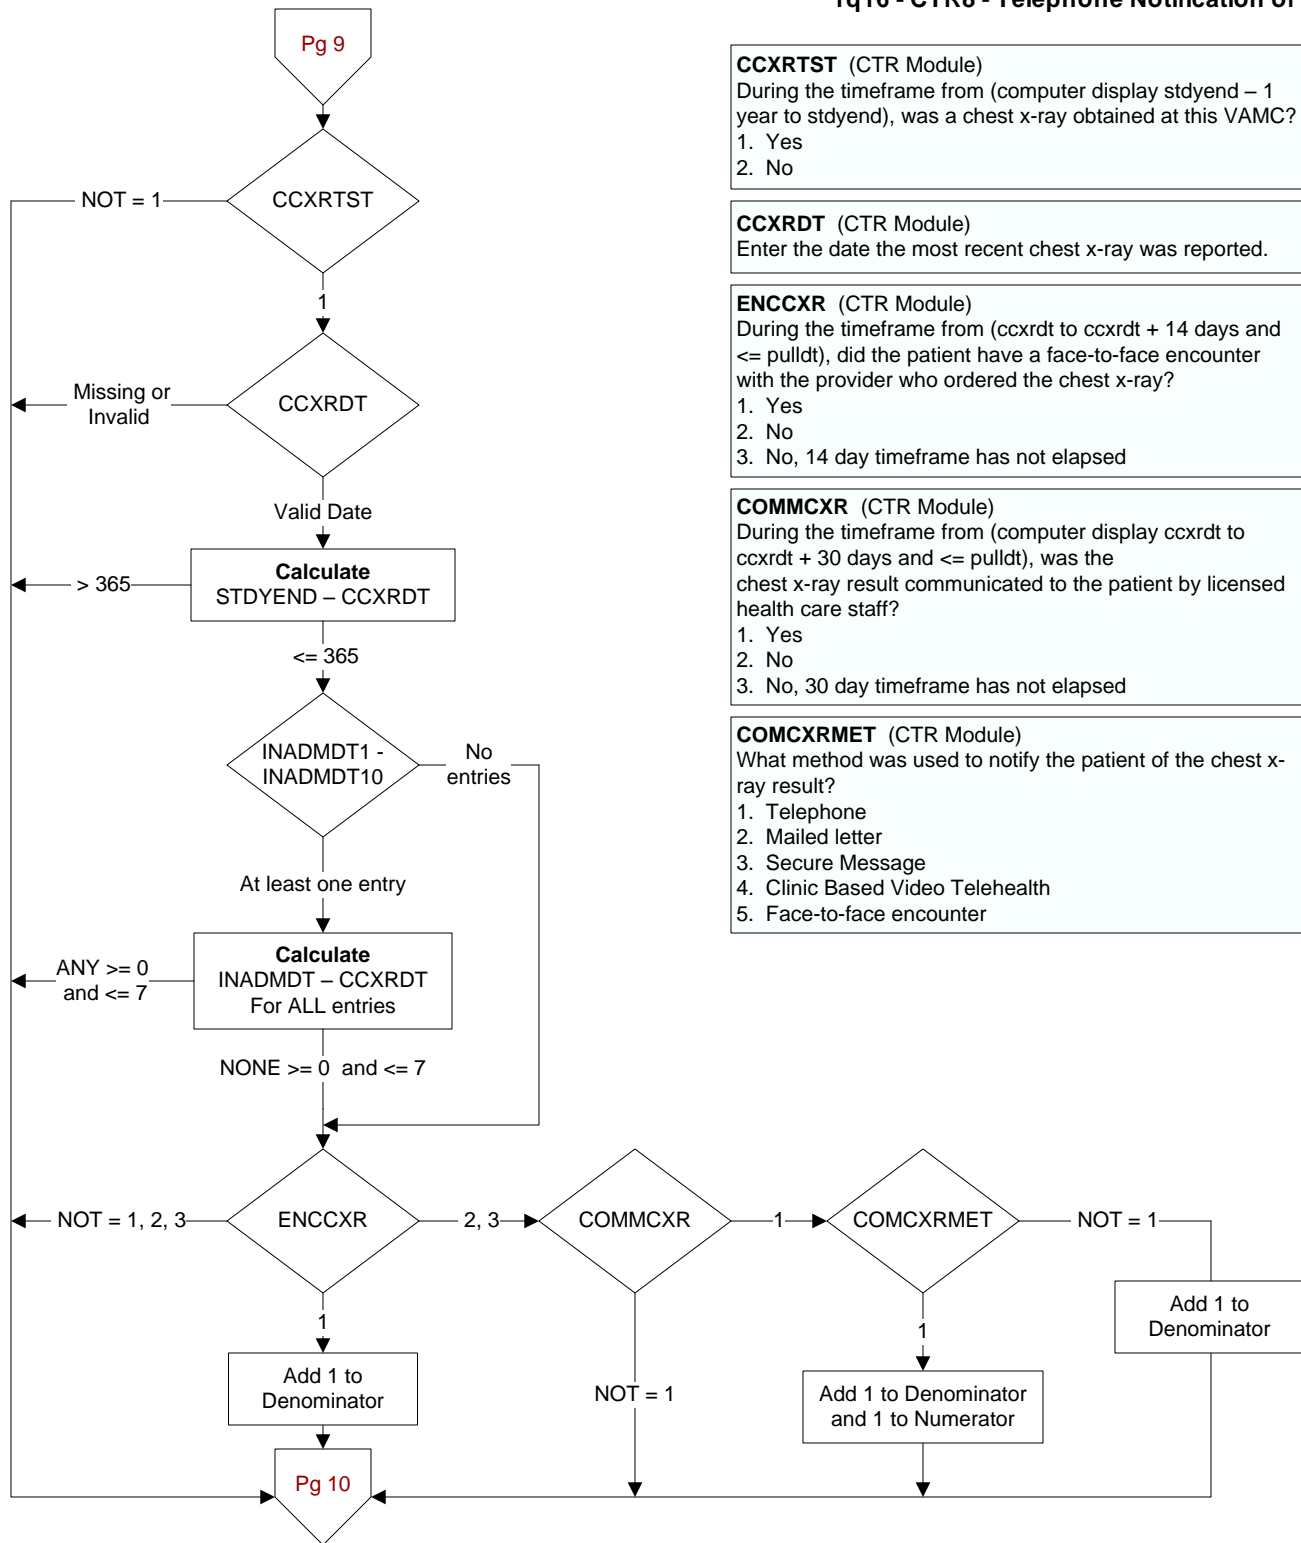 1q16 - CTR8 - Telephone Notification of
Pg 9
CCXRTST (CTR Module)
During the timeframe from (computer display stdyend – 1
year to stdyend), was a chest x-ray obtained at this VAMC?
1. Yes
2. No
NOT = 1
CCXRTST
1
CCXRDT (CTR Module)
Enter the date the most recent chest x-ray was reported.
Missing or
Invalid
CCXRDT
Valid Date
ENCCXR (CTR Module)
During the timeframe from (ccxrdt to ccxrdt + 14 days and
<= pulldt), did the patient have a face-to-face encounter
with the provider who ordered the chest x-ray?
1. Yes
2. No
3. No, 14 day timeframe has not elapsed
Calculate
STDYEND – CCXRDT
> 365
<= 365
COMMCXR (CTR Module)
During the timeframe from (computer display ccxrdt to
ccxrdt + 30 days and <= pulldt), was the
chest x-ray result communicated to the patient by licensed
health care staff?
1. Yes
2. No
3. No, 30 day timeframe has not elapsed
INADMDT1 -
INADMDT10
No
entries
At least one entry
COMCXRMET (CTR Module)
What method was used to notify the patient of the chest x-
ray result?
1. Telephone
2. Mailed letter
3. Secure Message
4. Clinic Based Video Telehealth
5. Face-to-face encounter
Calculate
INADMDT – CCXRDT
For ALL entries
ANY >= 0
and <= 7
NONE >= 0 and <= 7
NOT = 1, 2, 3
ENCCXR
2, 3
COMMCXR
1
COMCXRMET
NOT = 1
1
Add 1 to
Denominator
NOT = 1
1
Add 1 to Denominator
and 1 to Numerator
Add 1 to
Denominator
Pg 10